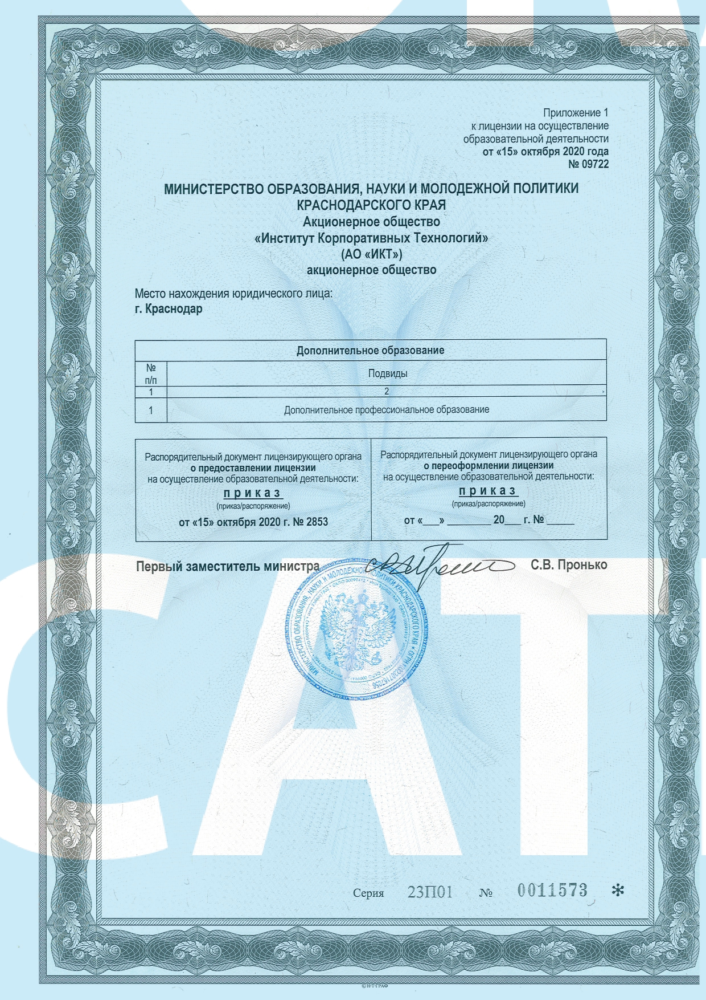 Приложение 1
к лицензии на осуществление
образовательной деятельности
от «15» октября 2020 года
№ 09722
МИНИСТЕРСТВО ОБРАЗОВАНИЯ, НАУКИ И МОЛОДЕЖНОЙ ПОЛИТИКИ
КРАСНОДАРСКОГО КРАЯ
Акционерное общество
«Институт Корпоративных Технологий»
(АО «ИКТ»)
акционерное общество
Место нахождения юридического лица:
г. Краснодар
Дополнительное образование
№ п/п Подвиды
1 2
1 Дополнительное профессиональное образование
Распорядительный документ лицензирующего органа
о предоставлении лицензии
на осуществление образовательной деятельности:
приказ
(приказ/распоряжение)
от «15» октября 2020 г. № 2853
Распорядительный документ лицензирующего органа
о переоформлении лицензии
на осуществление образовательной деятельности:
приказ
(приказ/распоряжение)
от «___» ________ 20___ г. № _____
Первый заместитель министра С.В. Пронько
МИНИСТЕРСТВО ОБРАЗОВАНИЯ, НАУКИ И МОЛОДЕЖНОЙ ПОЛИТИКИ КРАСНОДАРСКОГО КРАЯ
САТ
Серия 23П01 № 0011573 *
© Н·Т·ГРАФ